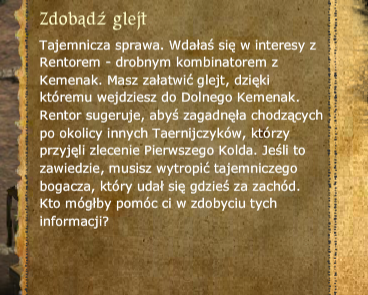 Zdobądź glejt
Tajemnicza sprawa. Wdałaś się w interesy z
Rentorem - drobnym kombinatorem z
Kemenak. Masz załatwić glejt, dzięki
któremu wejdziesz do Dolnego Kemenak.
Rentor sugeruje, abyś zagadnęła chodzących
po okolicy innych Taernijczyków, którzy
przyjęli zlecenie Pierwszego Kolda. Jeśli to
zawiedzie, musisz wytropić tajemniczego
bogacza, który udał się gdzieś za zachód.
Kto mógłby pomóc ci w zdobyciu tych
informacji?